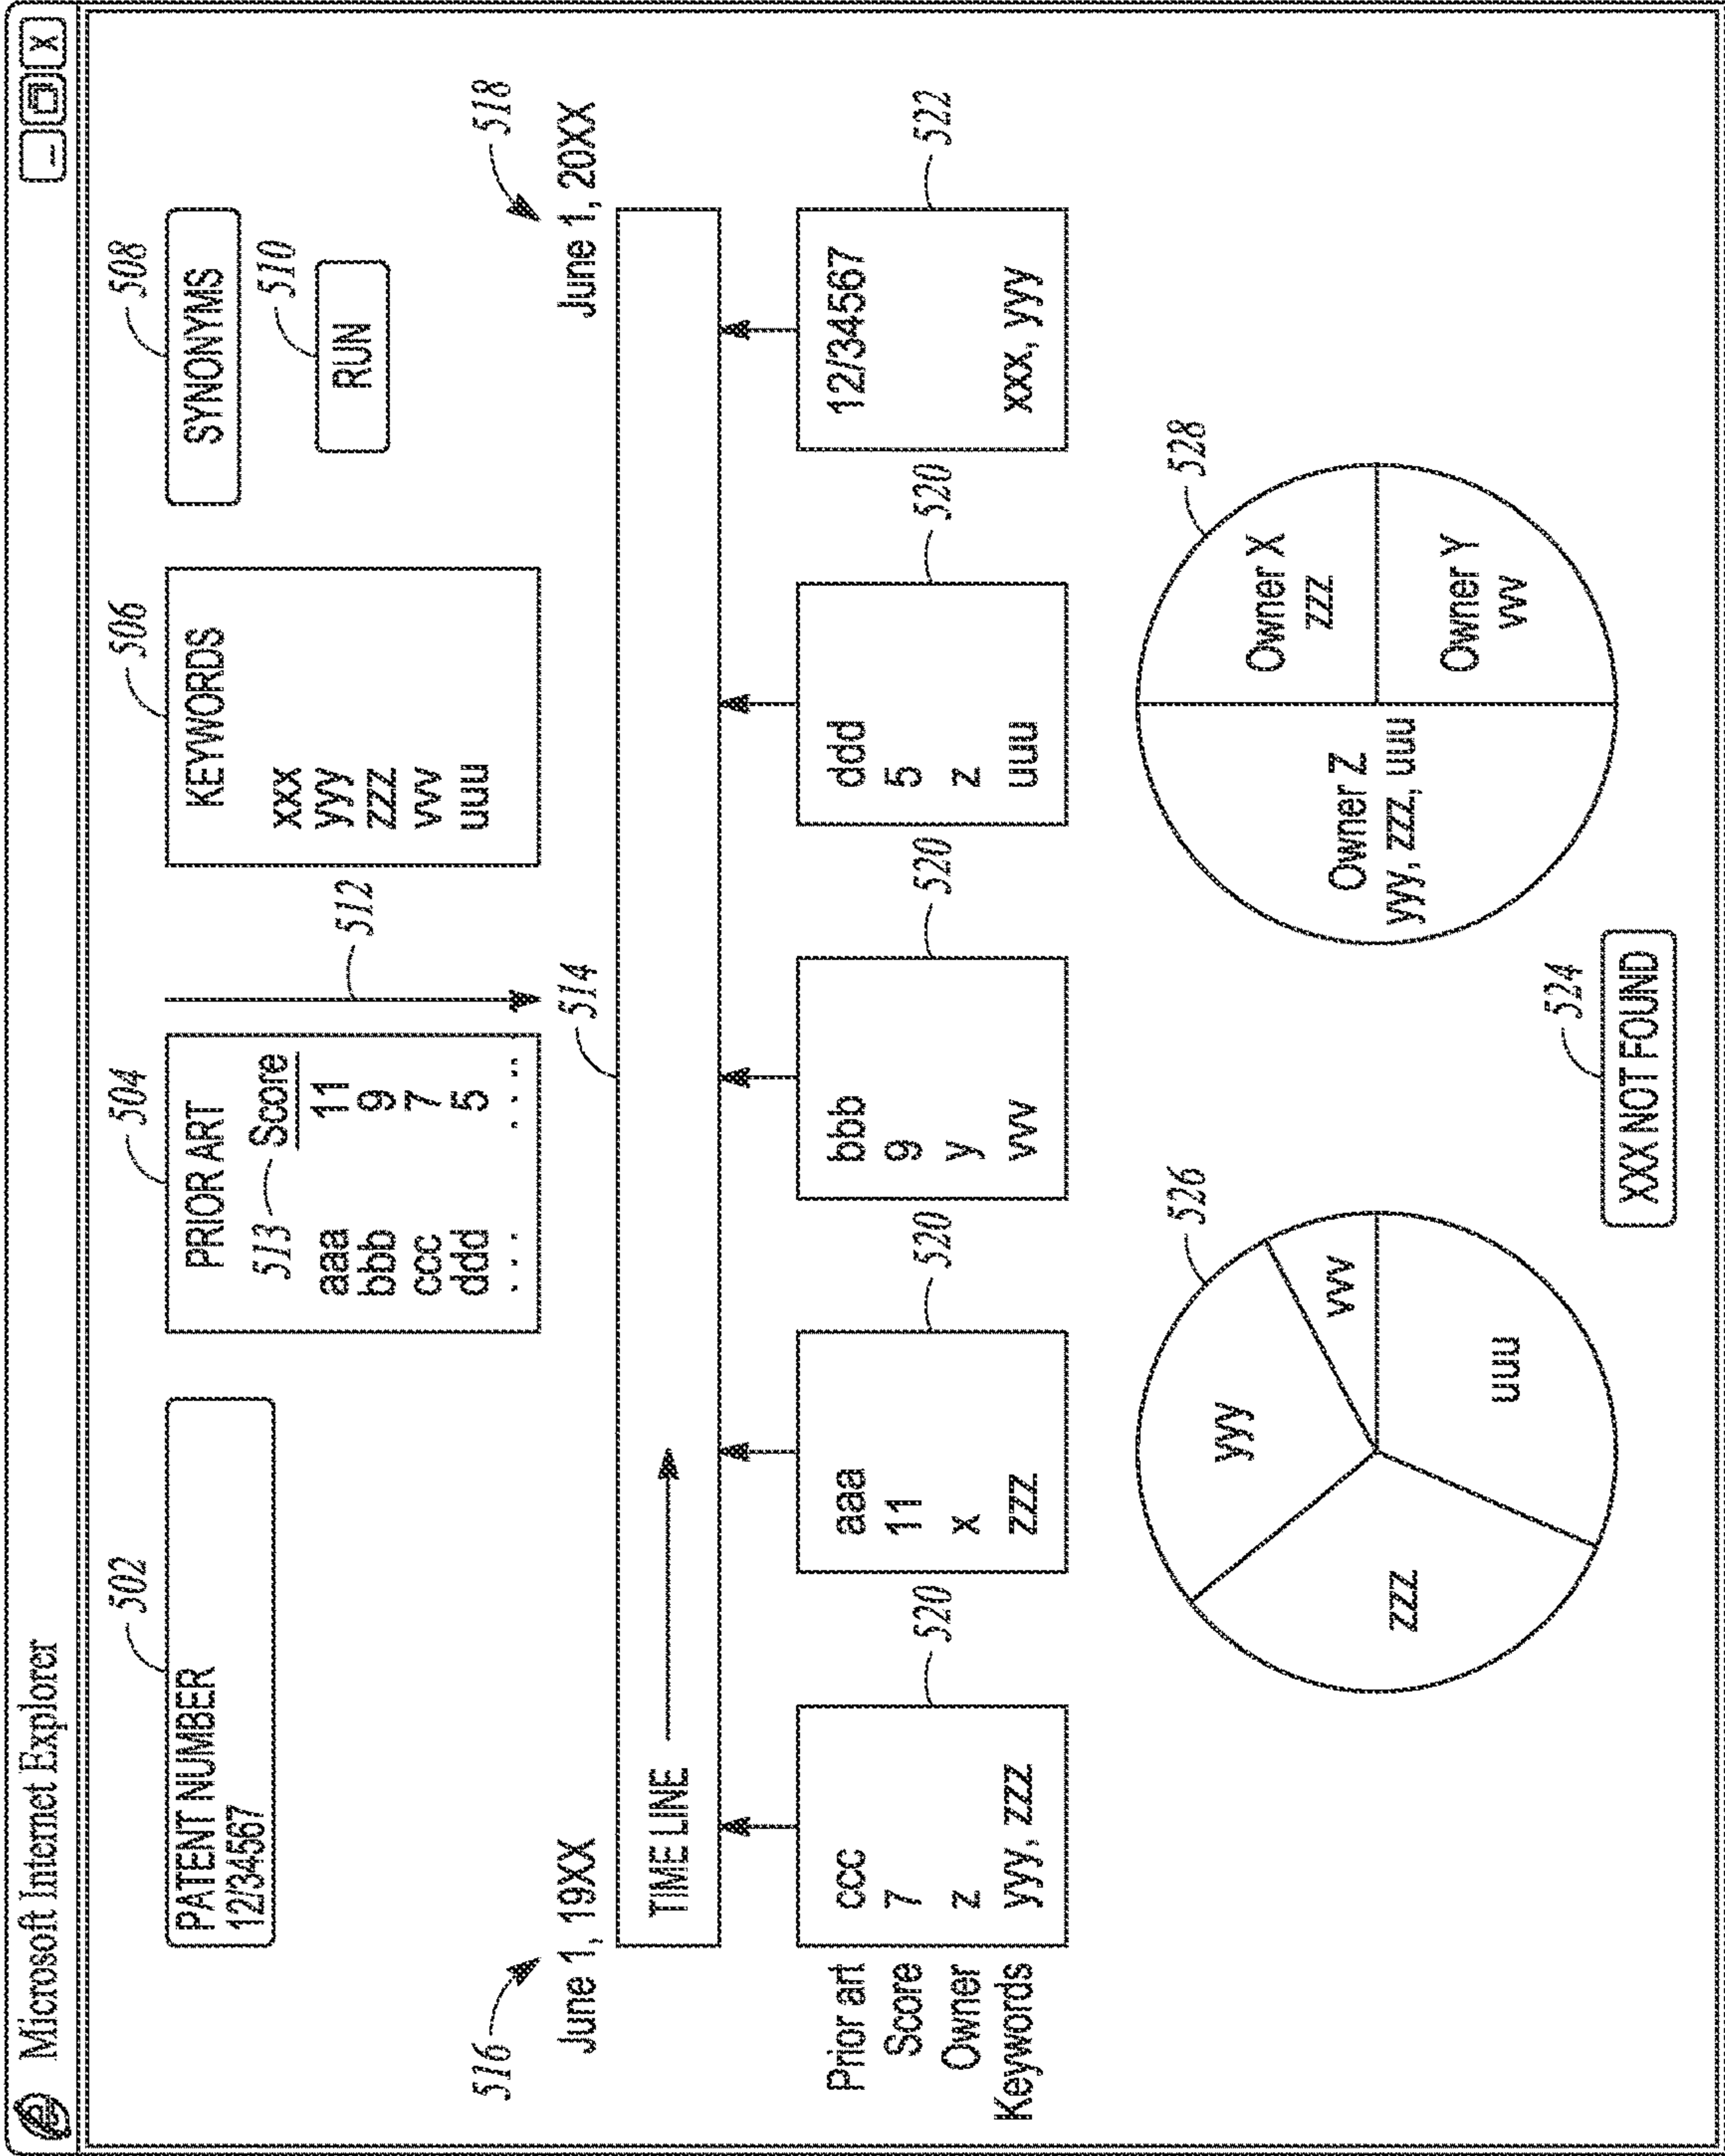 Microsoft Internet Explorer
502
504
506
508
PATENT NUMBER
12/34567
PRIOR ART
513 Score
aaa 11
bbb 9
ccc 7
ddd 5
... ...
512
KEYWORDS
xxx
yyy
zzz
vvv
uuu
SYNONYMS
510
RUN
516
518
June 1, 19XX
514
June 1, 20XX
TIME LINE
Prior art
Score
Owner
Keywords
ccc
7
z
yyy, zzz
520
aaa
11
x
zzz
520
bbb
9
y
vvv
520
ddd
5
z
uuu
520
12/34567
xxx, yyy
522
526
yyy
vvv
zzz
uuu
528
Owner Z
yyy, zzz, uuu
Owner X
zzz
Owner Y
vvv
524
XXX NOT FOUND